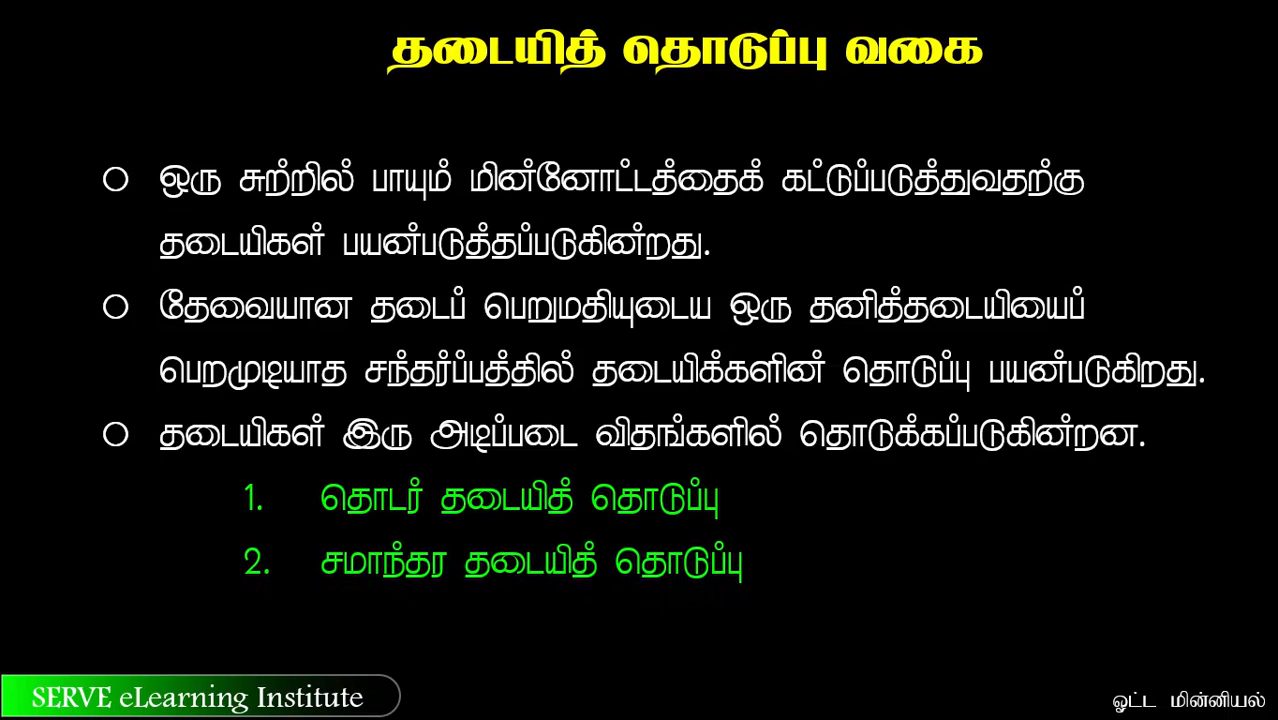 தடையித் தொடுப்பு வகை
○ ஒரு சுற்றில் பாயும் மின்னோட்டத்தைக் கட்டுப்படுத்துவதற்கு
தடையிகள் பயன்படுத்தப்படுகின்றது.
○ தேவையான தடைப் பெறுமதியுடைய ஒரு தனித்தடையியைப்
பெறமுடியாத சந்தர்ப்பத்தில் தடையிக்களின் தொடுப்பு பயன்படுகிறது.
○ தடையிகள் இரு அடிப்படை விதங்களில் தொடுக்கப்படுகின்றன.
1. தொடர் தடையித் தொடுப்பு
2. சமாந்தர தடையித் தொடுப்பு
SERVE eLearning Institute
ஓட்ட மின்னியல்